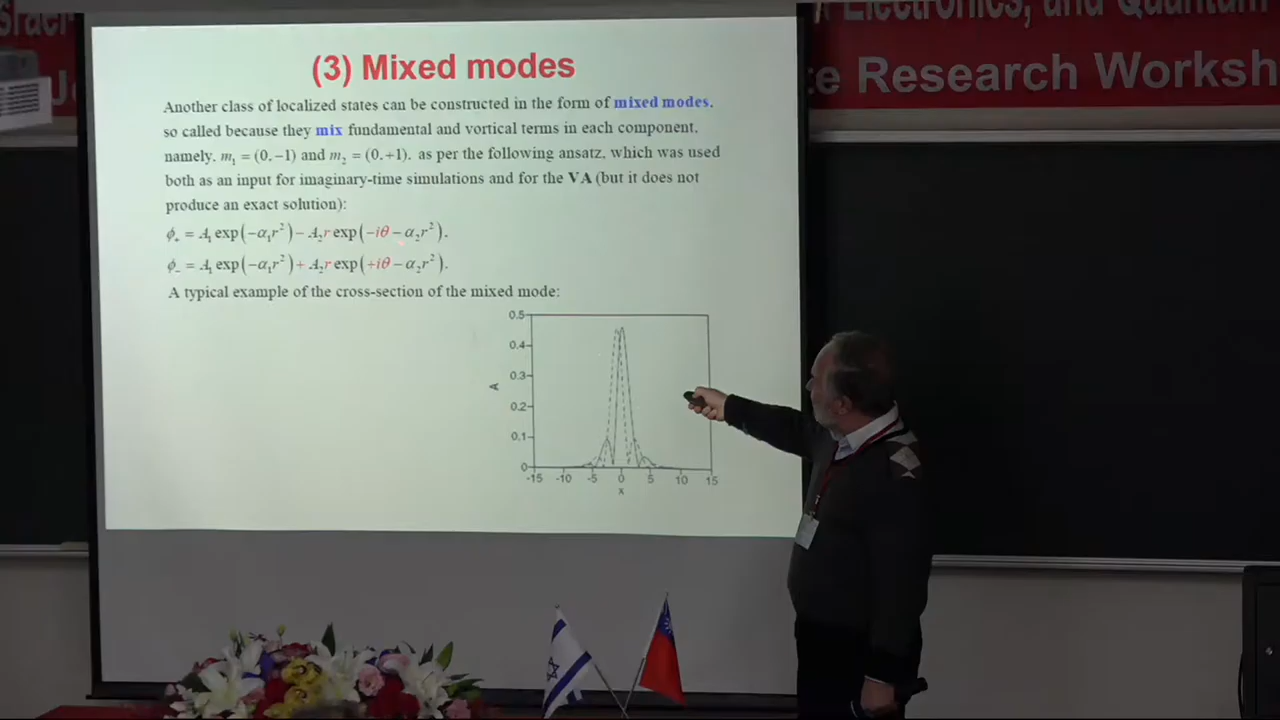 Electronics, and Quantum
te Research Worksh
(3) Mixed modes
Another class of localized states can be constructed in the form of mixed modes,
so called because they mix fundamental and vortical terms in each component,
namely, m₁ = (0,−1) and m₂ = (0,+1), as per the following ansatz, which was used
both as an input for imaginary-time simulations and for the VA (but it does not
produce an exact solution):
ϕ₊ = A₁ exp(−α₁r²)− A₂r exp(−iθ−α₂r²).
ϕ₋ = A₁ exp(−α₁r²)+ A₂r exp(+iθ−α₂r²).
A typical example of the cross-section of the mixed mode:
0.5
0.4
0.3
0.2
0.1
0
A
-15 -10 -5 0 5 10 15
x